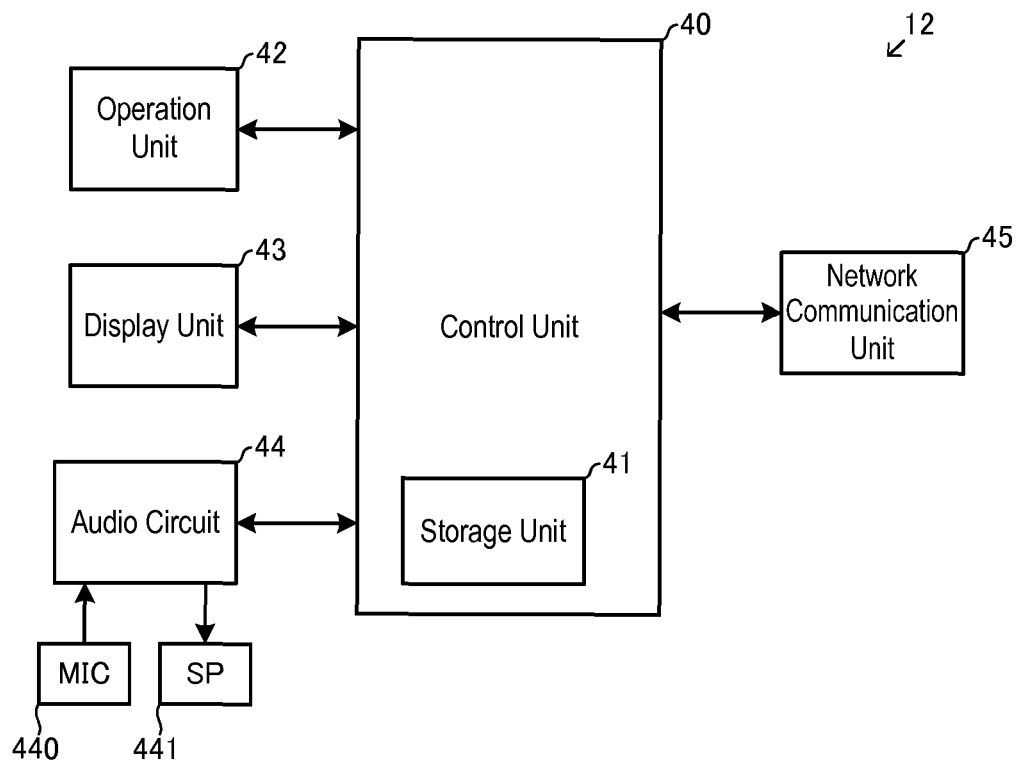 40
12
42
Operation
Unit
43
Display Unit
Control Unit
45
Network
Communication
Unit
44
Audio Circuit
41
Storage Unit
MIC
SP
440
441